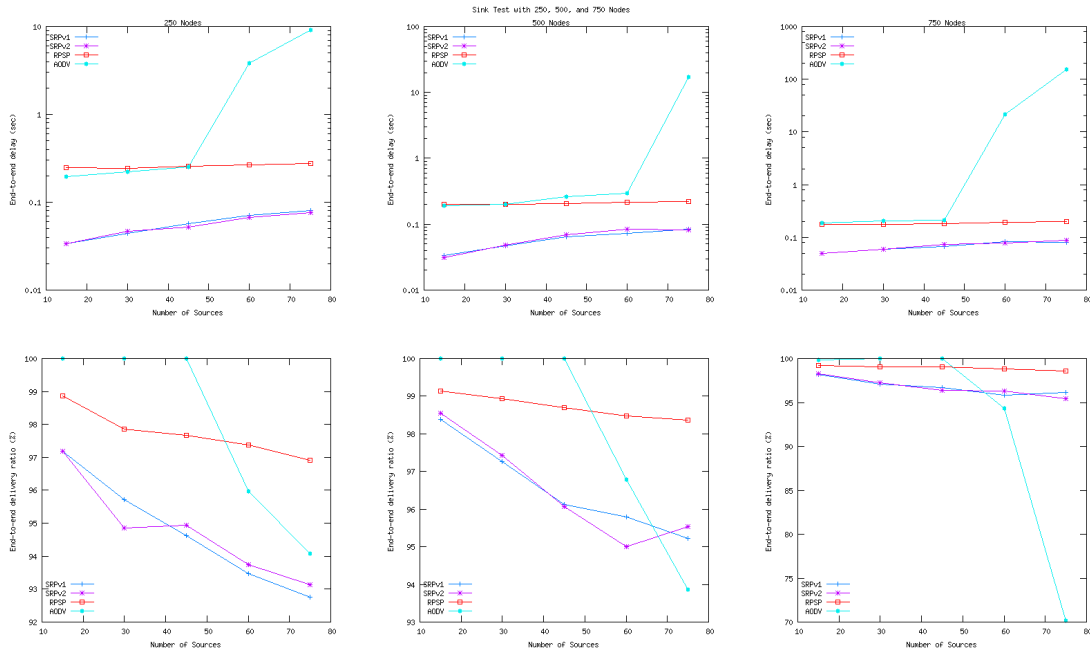 Sink Test with 250, 500, and 750 Nodes
250 Nodes
End-to-end delay (sec)
10
1
0.10
0.01
SRPv1
SRPv2
RPSP
AODV
10 20 30 40 50 60 70 80
Number of Sources
500 Nodes
End-to-end delay (sec)
100
10
1
0.1
0.01
SRPv1
SRPv2
RPSP
AODV
10 20 30 40 50 60 70 80
Number of Sources
750 Nodes
End-to-end delay (sec)
1000
100
10
1
0.1
0.01
SRPv1
SRPv2
RPSP
AODV
10 20 30 40 50 60 70 80
Number of Sources
End-to-end delivery ratio (%)
100
99
98
97
96
95
94
93
92
SRPv1
SRPv2
RPSP
AODV
10 20 30 40 50 60 70 80
Number of Sources
End-to-end delivery ratio (%)
100
99
98
97
96
95
94
93
SRPv1
SRPv2
RPSP
AODV
10 20 30 40 50 60 70 80
Number of Sources
End-to-end delivery ratio (%)
100
95
90
85
80
75
70
SRPv1
SRPv2
RPSP
AODV
10 20 30 40 50 60 70 80
Number of Sources